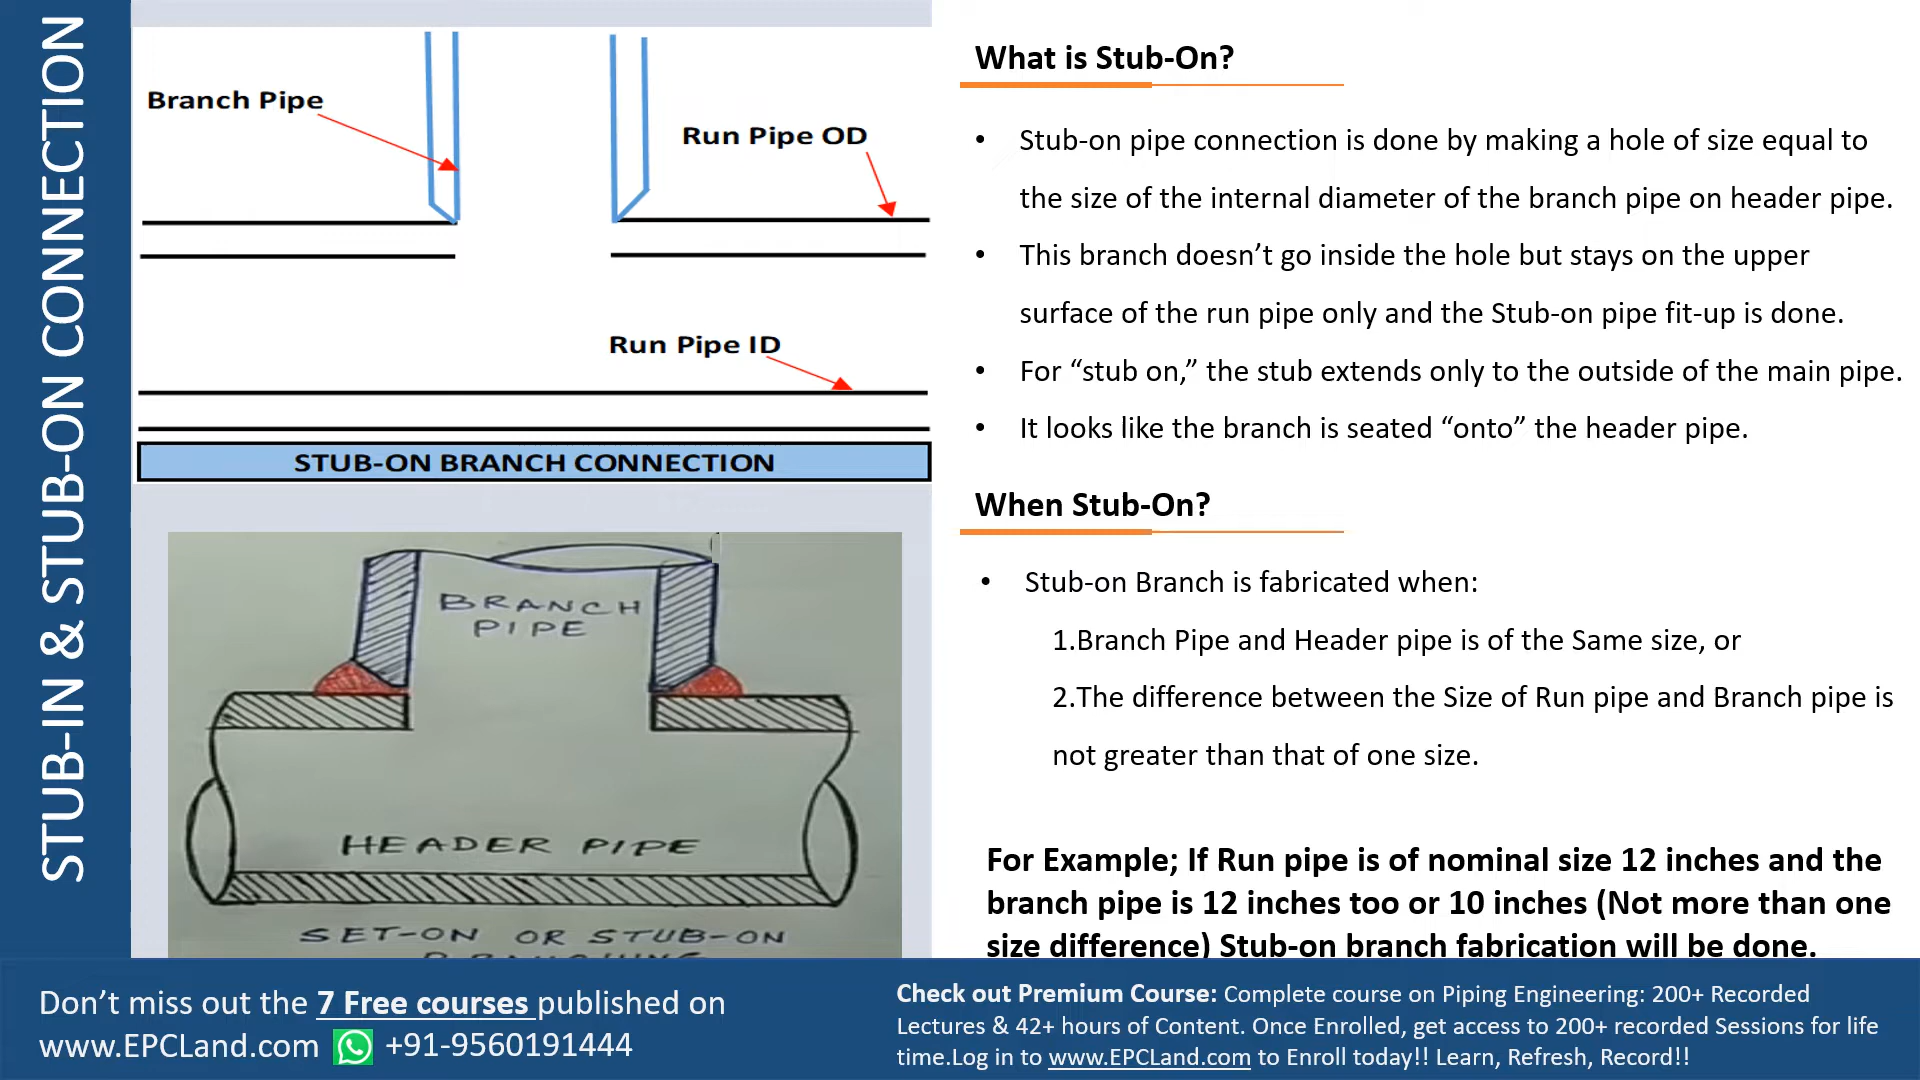 STUB-IN & STUB-ON CONNECTION
Branch Pipe
Run Pipe OD
Run Pipe ID
STUB-ON BRANCH CONNECTION
BRANCH
PIPE
HEADER PIPE
SET-ON OR STUB-ON
BRANCHING
What is Stub-On?
• Stub-on pipe connection is done by making a hole of size equal to
the size of the internal diameter of the branch pipe on header pipe.
• This branch doesn’t go inside the hole but stays on the upper
surface of the run pipe only and the Stub-on pipe fit-up is done.
• For “stub on,” the stub extends only to the outside of the main pipe.
• It looks like the branch is seated “onto” the header pipe.
When Stub-On?
• Stub-on Branch is fabricated when:
1.Branch Pipe and Header pipe is of the Same size, or
2.The difference between the Size of Run pipe and Branch pipe is
not greater than that of one size.
For Example; If Run pipe is of nominal size 12 inches and the
branch pipe is 12 inches too or 10 inches (Not more than one
size difference) Stub-on branch fabrication will be done.
Don’t miss out the 7 Free courses published on
www.EPCLand.com +91-9560191444
Check out Premium Course: Complete course on Piping Engineering: 200+ Recorded
Lectures & 42+ hours of Content. Once Enrolled, get access to 200+ recorded Sessions for life
time.Log in to www.EPCLand.com to Enroll today!! Learn, Refresh, Record!!